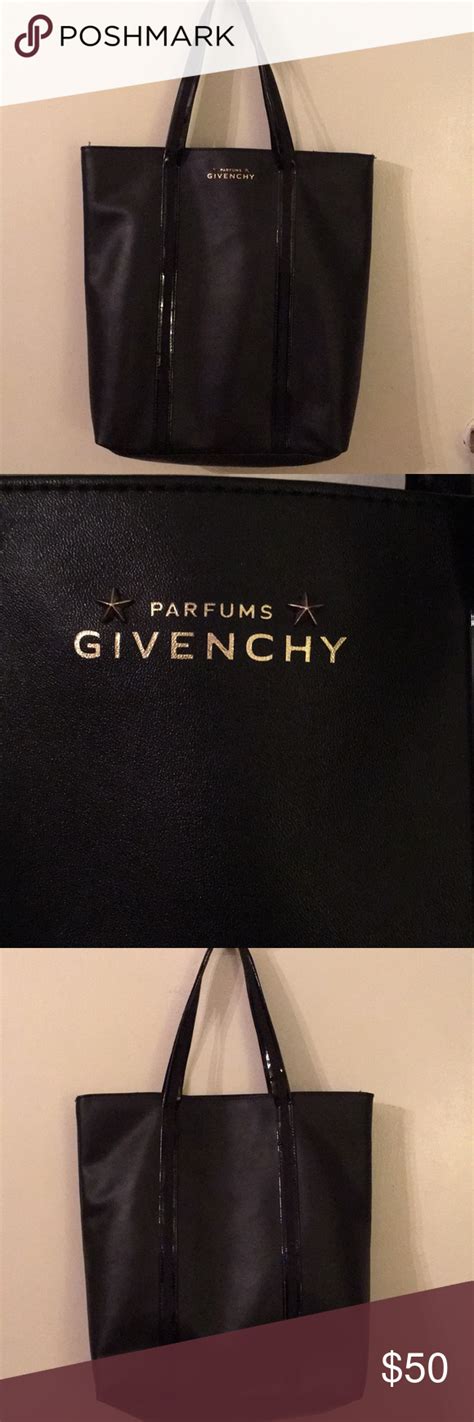 POSHMARK
PARFUMS
GIVENCHY
PARFUMS
GIVENCHY
$50